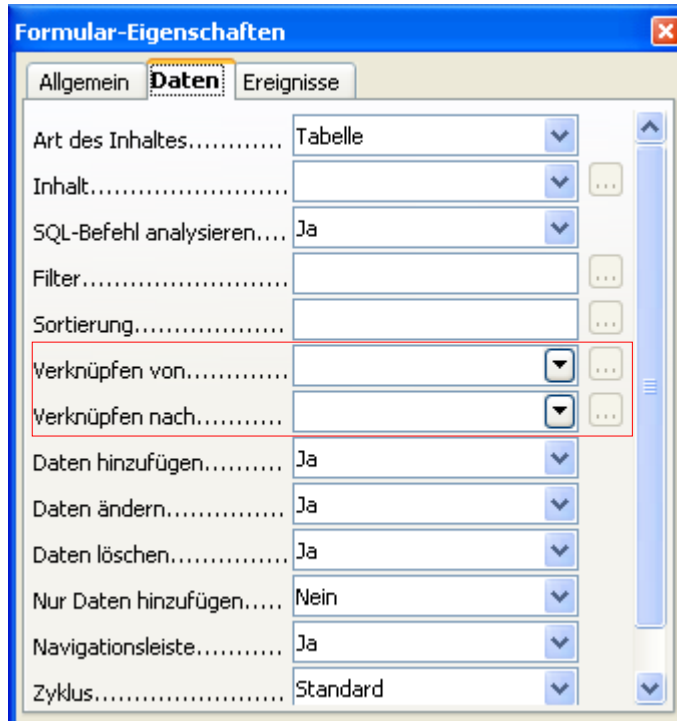 Formular-Eigenschaften
Allgemein Daten Ereignisse
Art des Inhaltes............ Tabelle
Inhalt........................ ...
SQL-Befehl analysieren.... Ja
Filter......................... ...
Sortierung................... ...
Verknüpfen von............. ...
Verknüpfen nach........... ...
Daten hinzufügen.......... Ja
Daten ändern............... Ja
Daten löschen.............. Ja
Nur Daten hinzufügen..... Nein
Navigationsleiste........... Ja
Zyklus........................ Standard